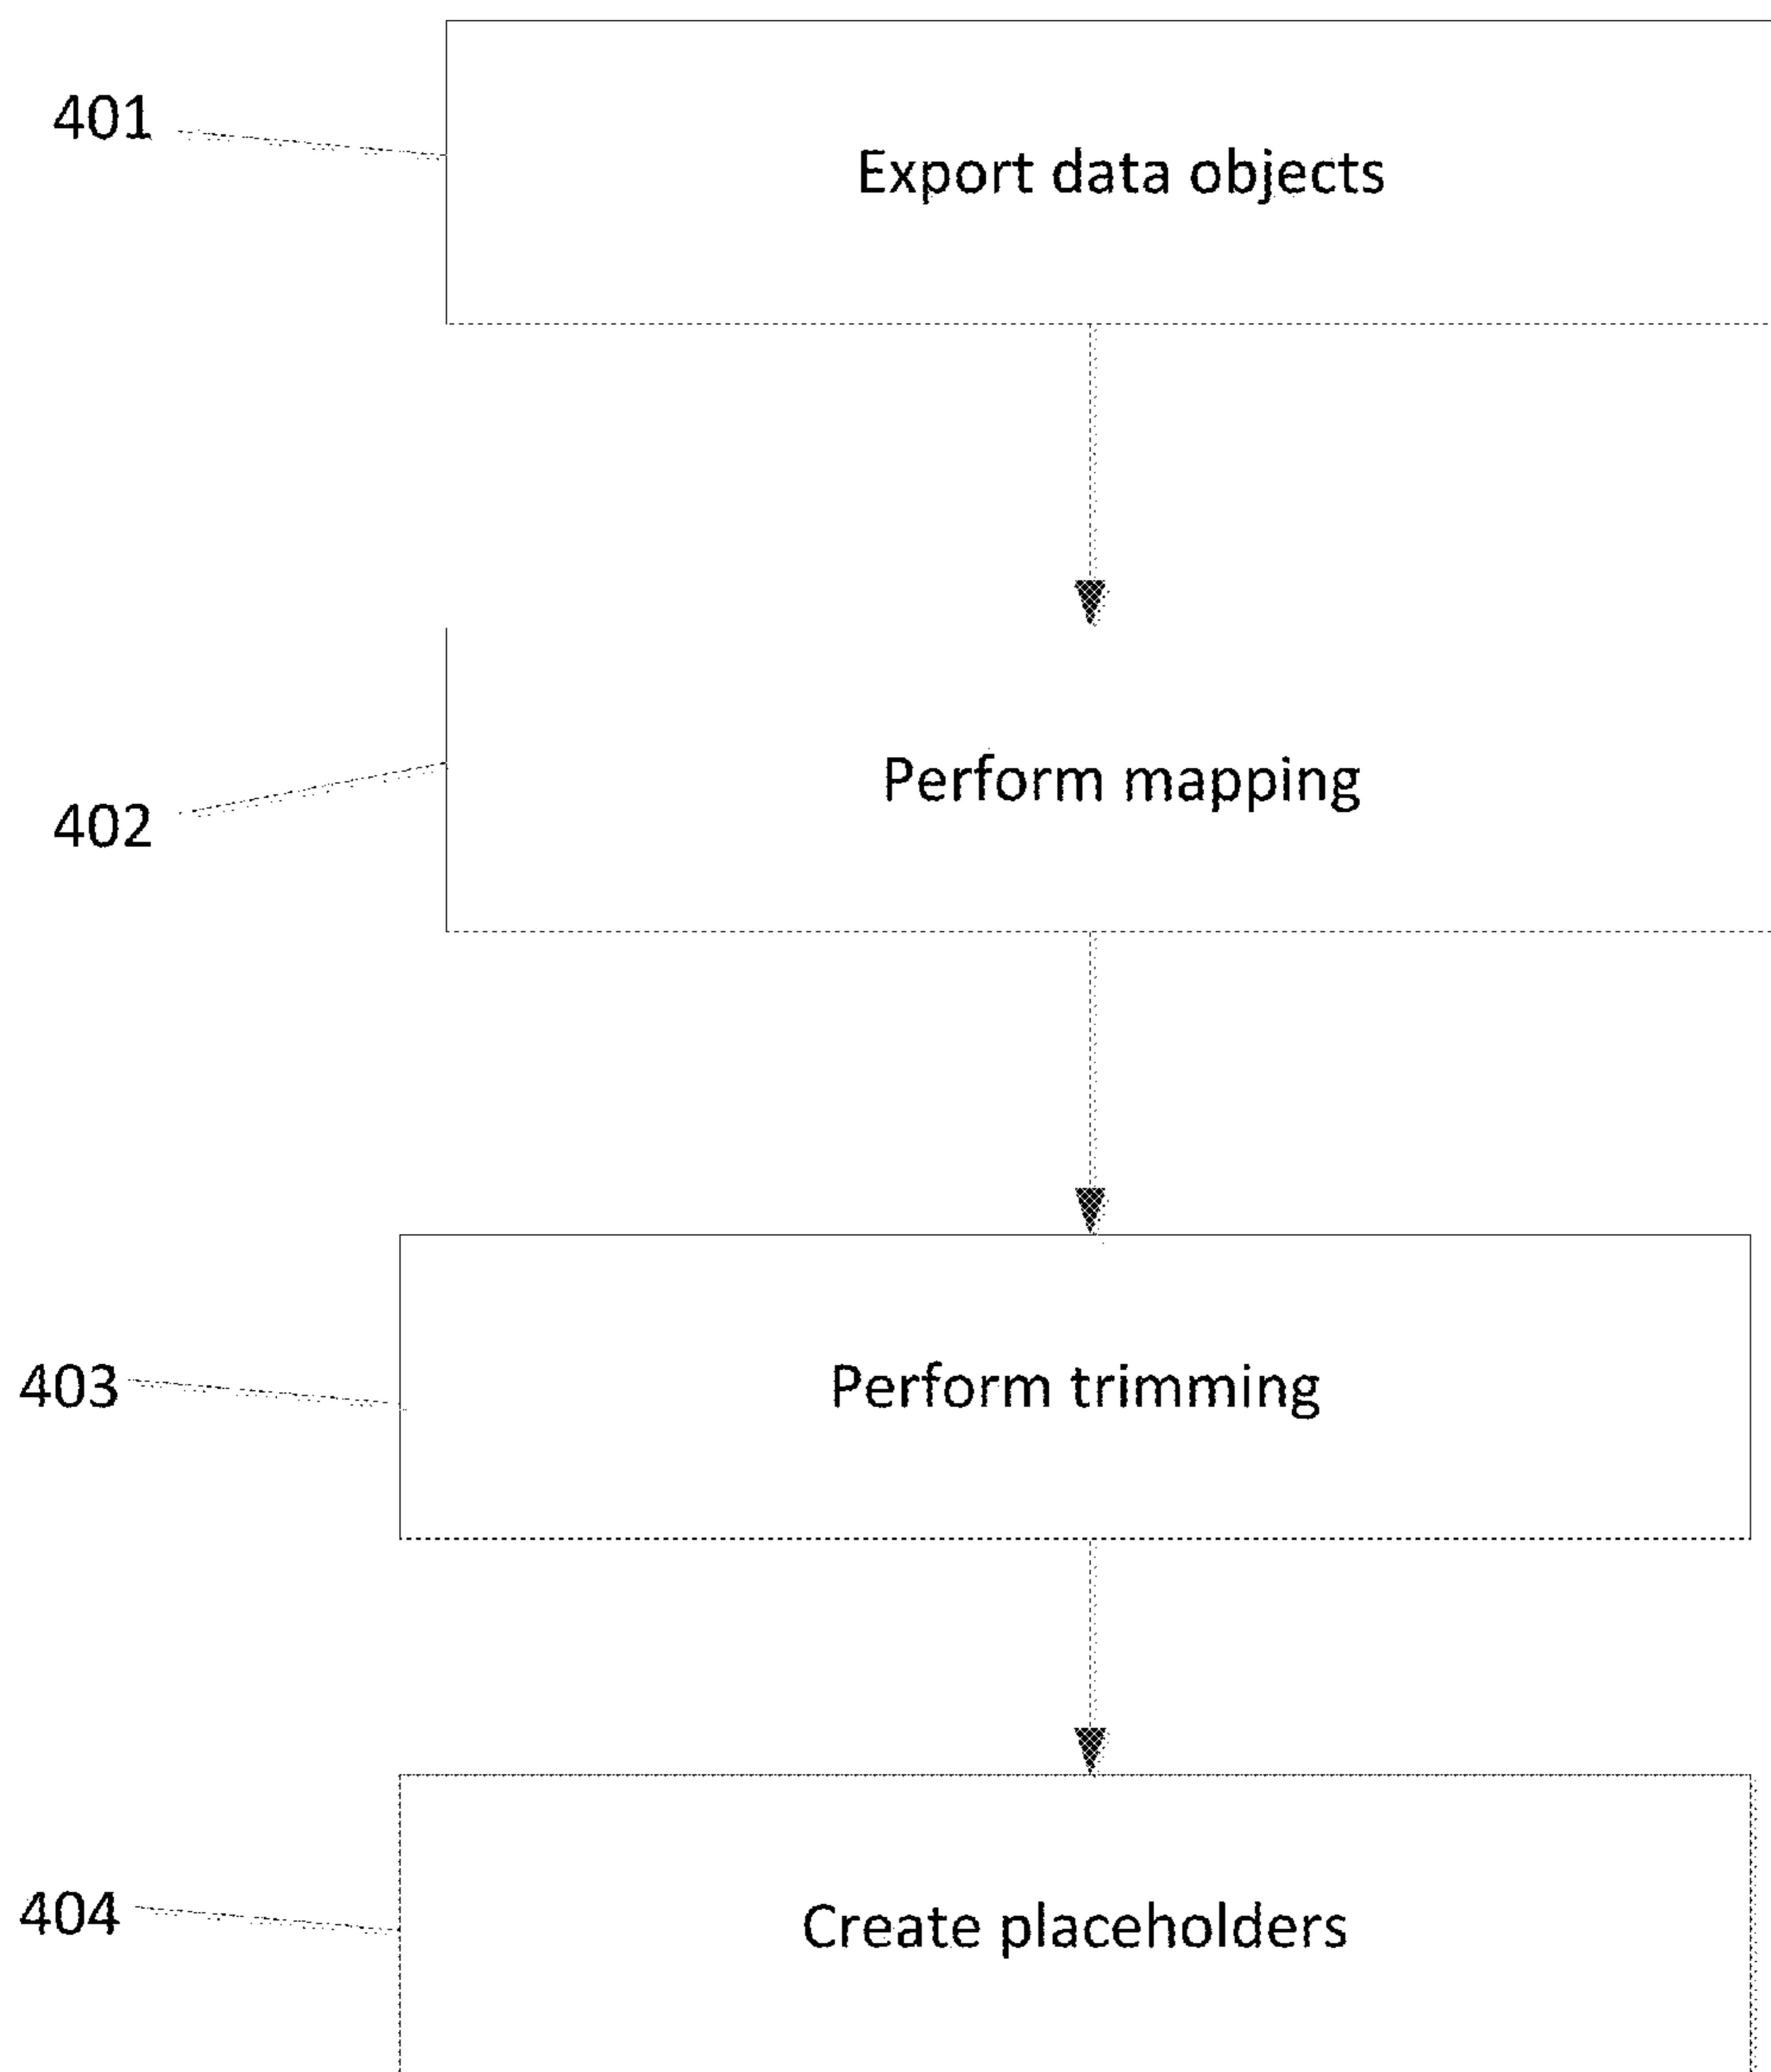 401
Export data objects
Perform mapping
402
403
Perform trimming
404
Create placeholders